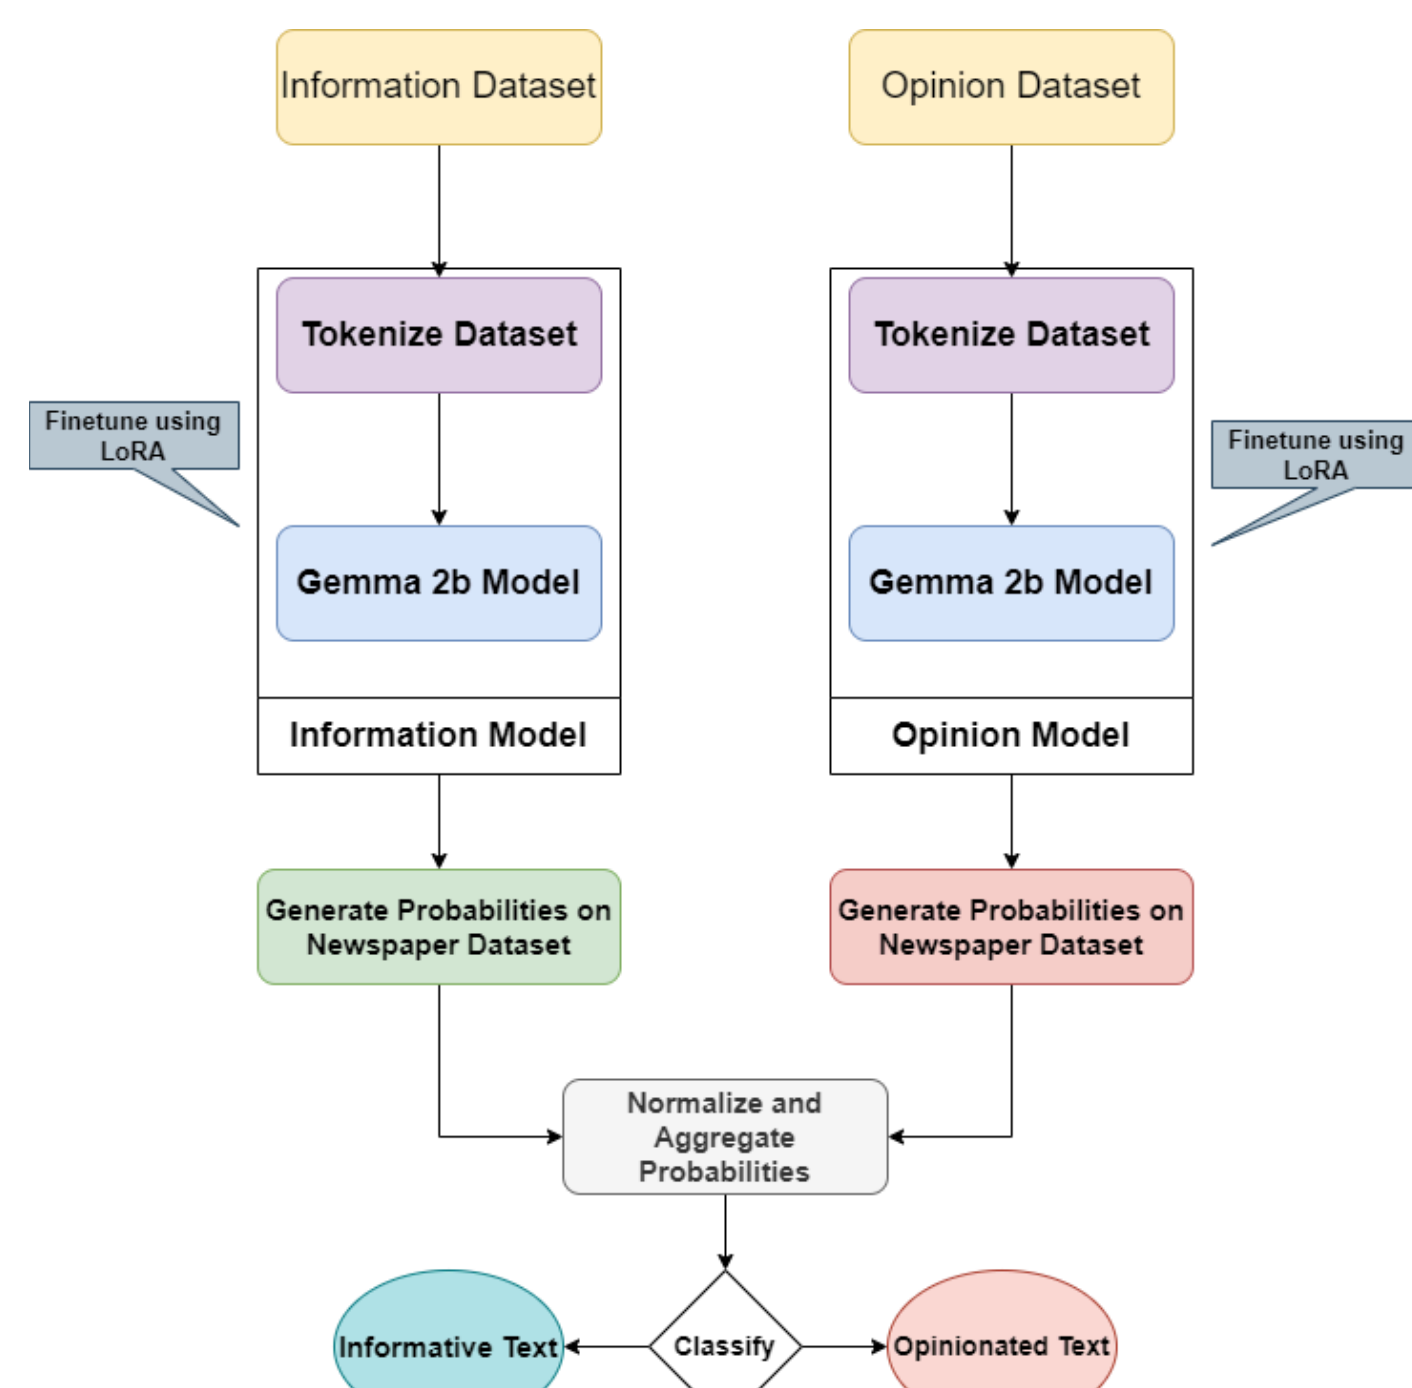 Information Dataset
Opinion Dataset
Tokenize Dataset
Tokenize Dataset
Finetune using
LoRA
Finetune using
LoRA
Gemma 2b Model
Gemma 2b Model
Information Model
Opinion Model
Generate Probabilities on
Newspaper Dataset
Generate Probabilities on
Newspaper Dataset
Normalize and
Aggregate
Probabilities
Informative Text
Classify
Opinionated Text